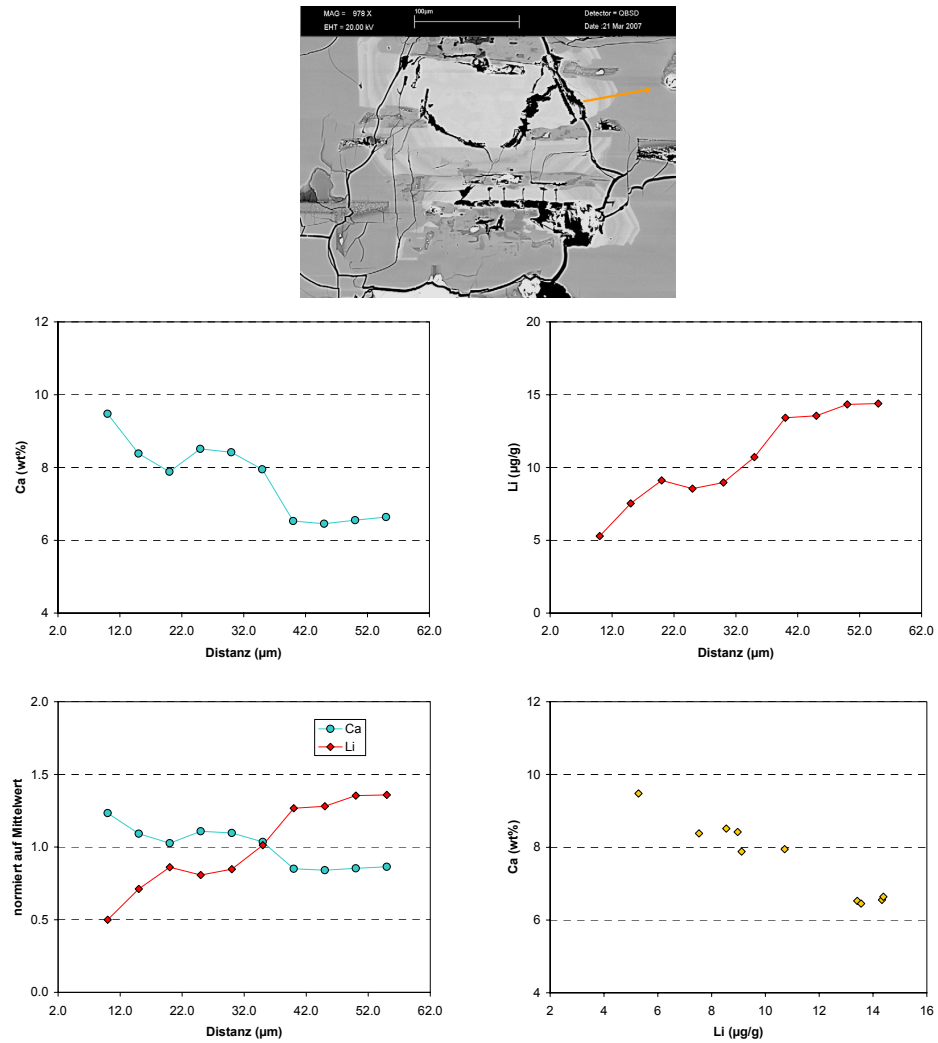 MAG = 978 X
100µm
Detector = QBSD
EHT = 20.00 kV
Date :21 Mar 2007
12
10
8
6
4
Ca (wt%)
2.0 12.0 22.0 32.0 42.0 52.0 62.0
Distanz (µm)
20
15
10
5
0
Li (µg/g)
2.0 12.0 22.0 32.0 42.0 52.0 62.0
Distanz (µm)
2.0
1.5
1.0
0.5
0.0
normiert auf Mittelwert
Ca
Li
2.0 12.0 22.0 32.0 42.0 52.0 62.0
Distanz (µm)
12
10
8
6
4
Ca (wt%)
2 4 6 8 10 12 14 16
Li (µg/g)